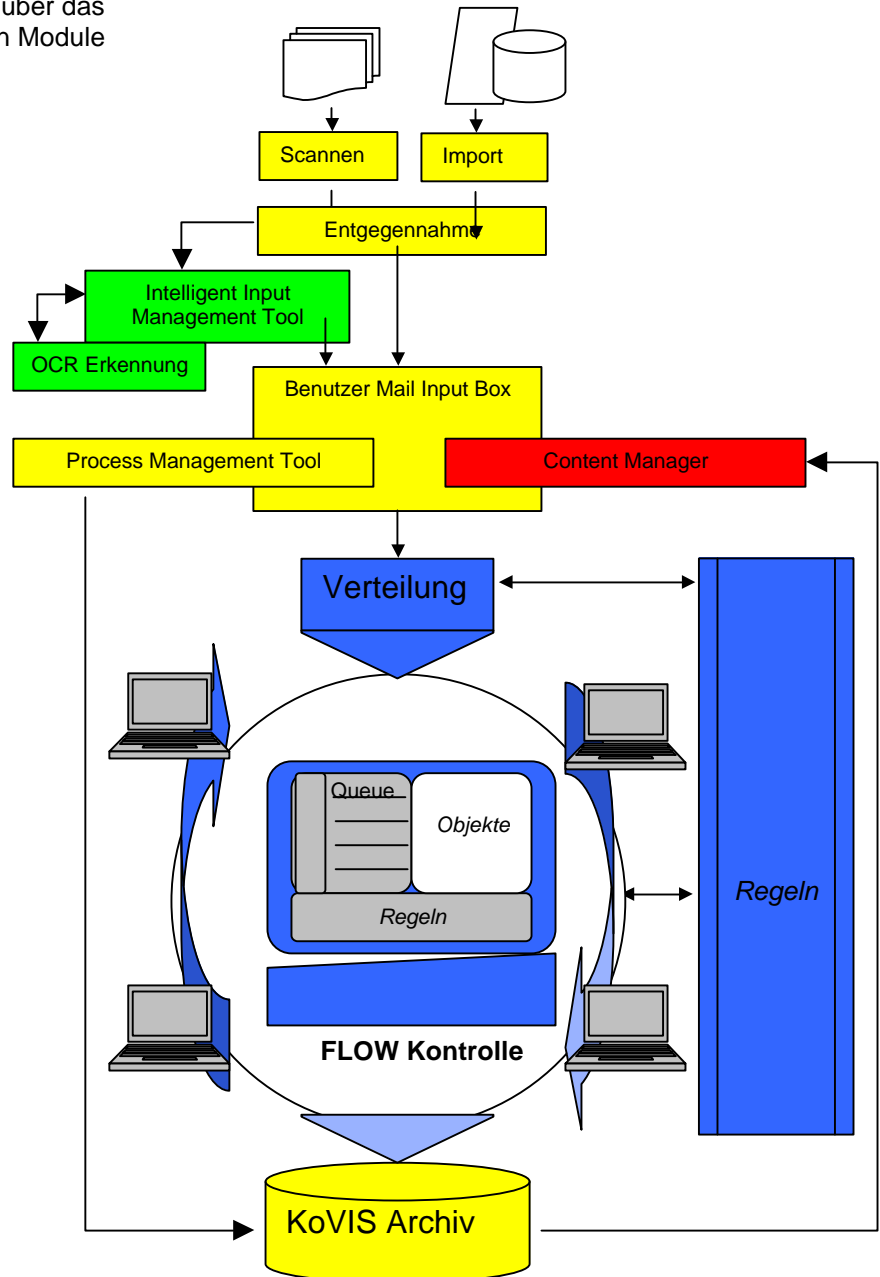 über das
n Module
Scannen
Import
Entgegennahme
Intelligent Input
Management Tool
OCR Erkennung
Benutzer Mail Input Box
Process Management Tool
Content Manager
Verteilung
Queue
Objekte
Regeln
Regeln
FLOW Kontrolle
KoVIS Archiv